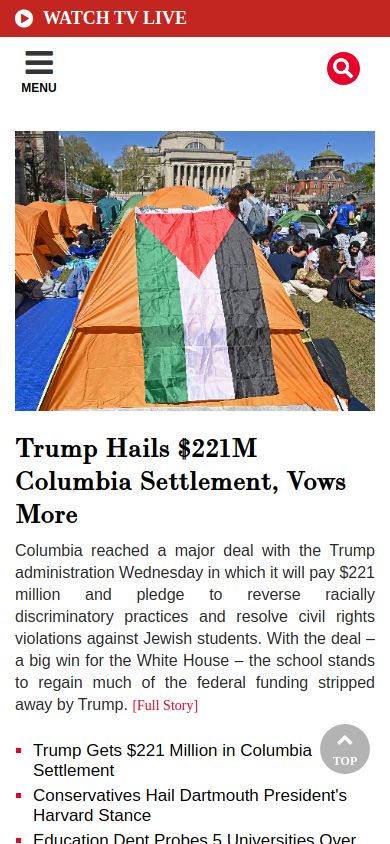 WATCH TV LIVE
MENU
Trump Hails $221M
Columbia Settlement, Vows
More
Columbia reached a major deal with the Trump
administration Wednesday in which it will pay $221
million and pledge to reverse racially
discriminatory practices and resolve civil rights
violations against Jewish students. With the deal –
a big win for the White House – the school stands
to regain much of the federal funding stripped
away by Trump. [Full Story]
Trump Gets $221 Million in Columbia
Settlement
TOP
Conservatives Hail Dartmouth President's
Harvard Stance
Education Dept Probes 5 Universities Over